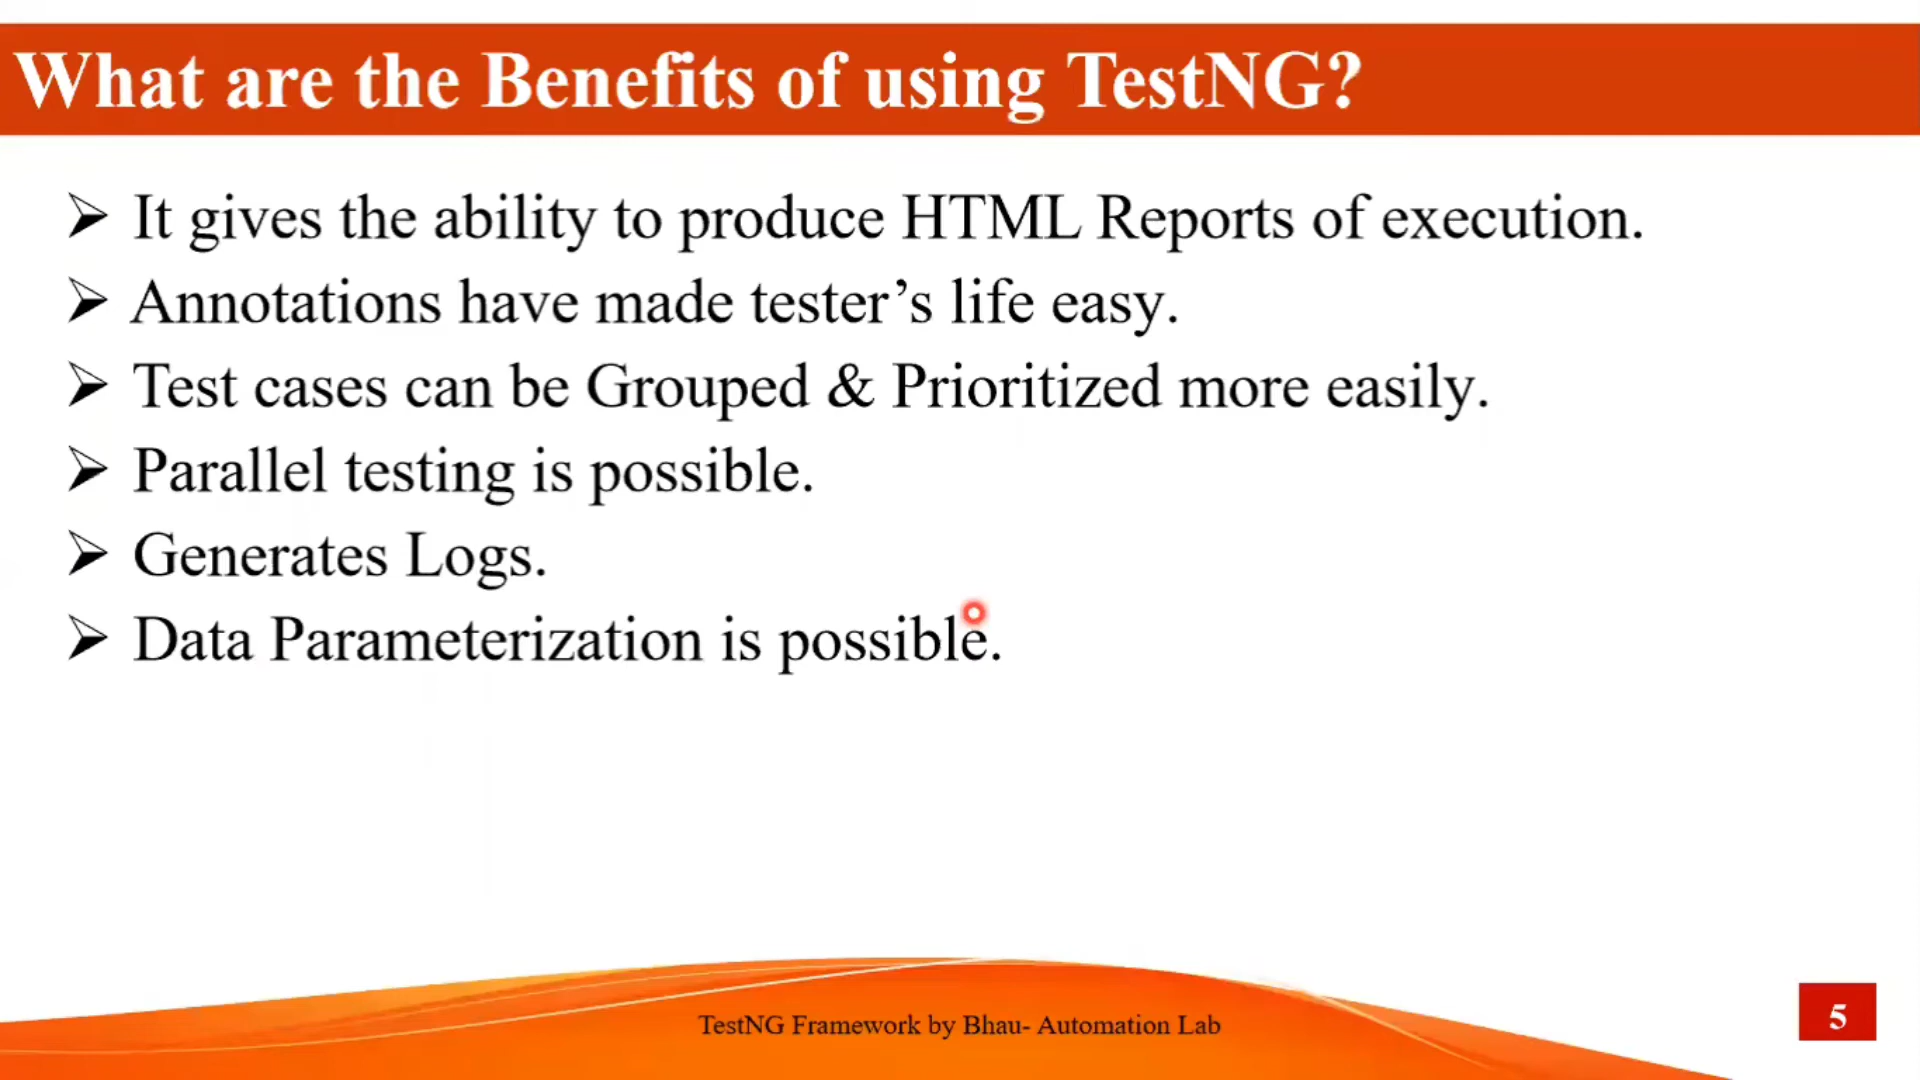 What are the Benefits of using TestNG?
It gives the ability to produce HTML Reports of execution.
Annotations have made tester’s life easy.
Test cases can be Grouped & Prioritized more easily.
Parallel testing is possible.
Generates Logs.
Data Parameterization is possible.
TestNG Framework by Bhau- Automation Lab
5